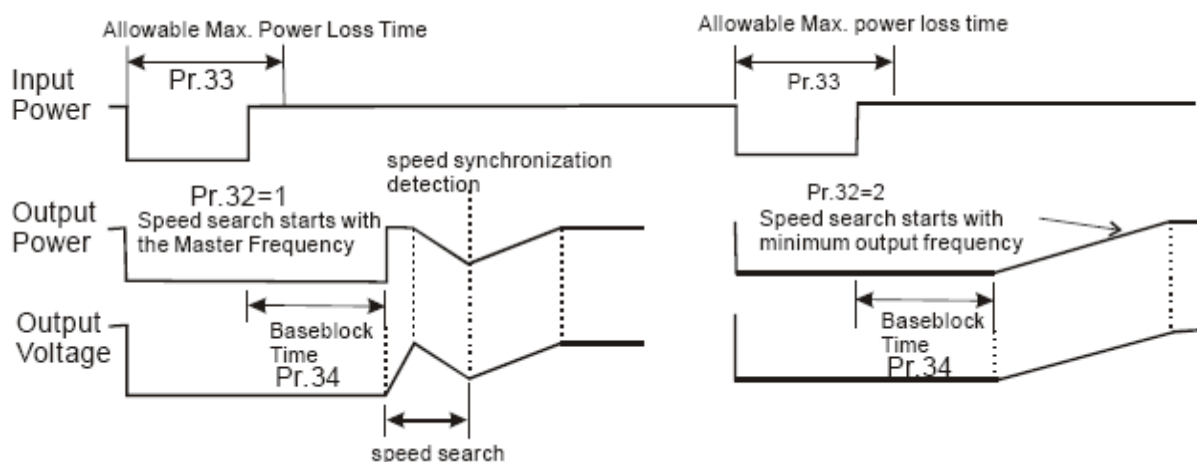 Allowable Max. Power Loss Time
Pr.33
Input
Power
speed synchronization
detection
Pr.32=1
Output
Power
Speed search starts with
the Master Frequency
Output
Voltage
Baseblock
Time
Pr.34
speed search
Allowable Max. power loss time
Pr.33
Pr.32=2
Speed search starts with
minimum output frequency
Baseblock
Time
Pr.34